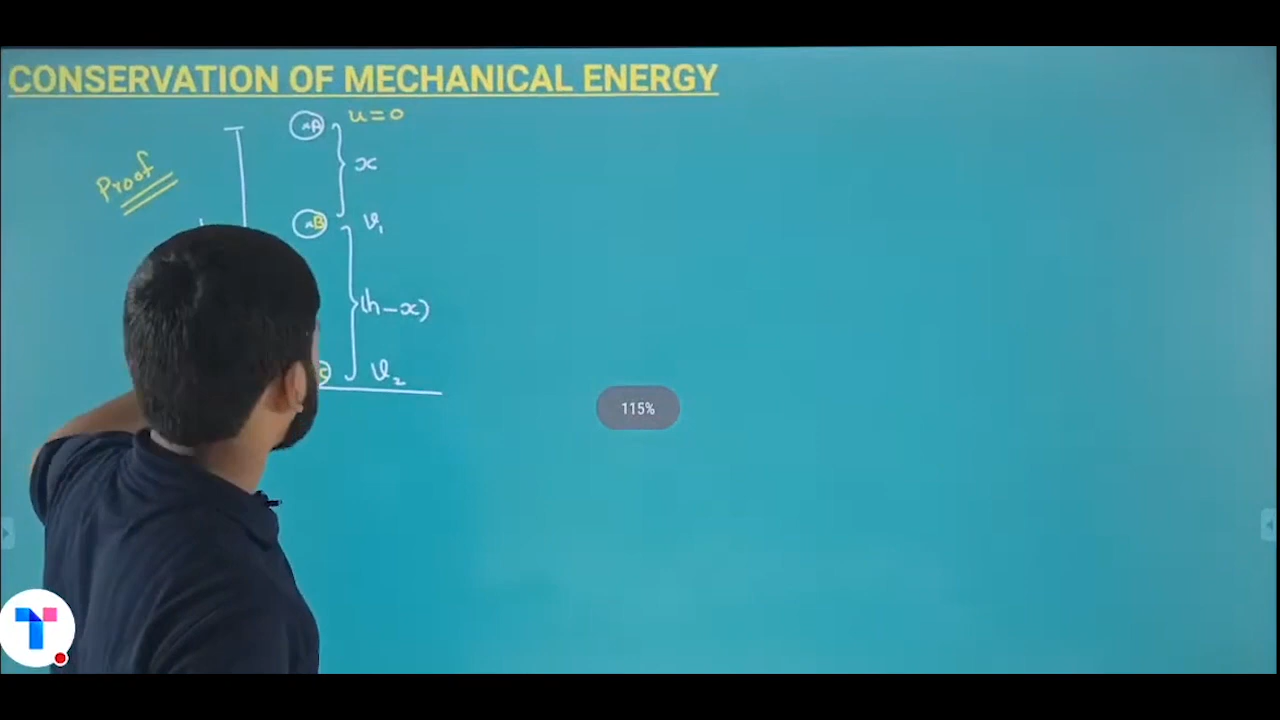 CONSERVATION OF MECHANICAL ENERGY
Proof
A u=0
x
B v₁
(h-x)
C v₂
115%